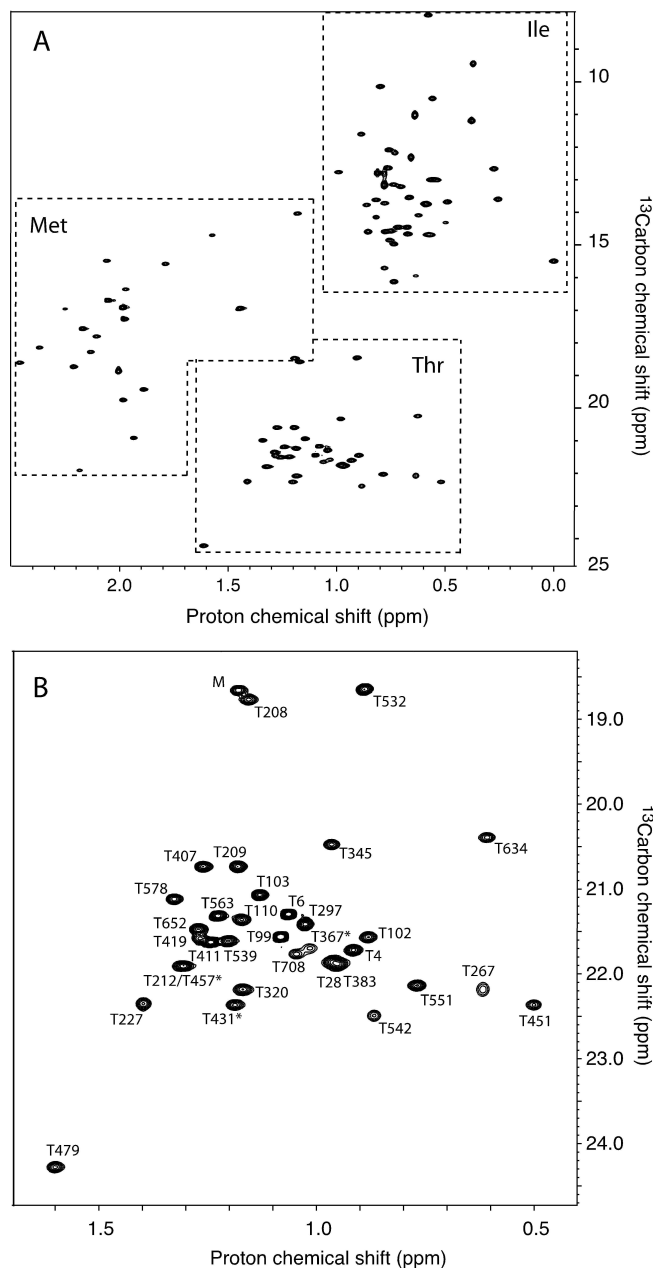 A
Ile
Met
Thr
10
15
20
25
13Carbon chemical shift (ppm)
2.0
1.5
1.0
0.5
0.0
Proton chemical shift (ppm)
B
M
T208
T532
T345
T634
T407
T209
T578
T103
T563
T110
T6
T297
T652
T419
T99
T367*
T102
T411
T539
T708
T4
T212/T457*
T28
T383
T267
T320
T551
T227
T431*
T542
T451
T479
19.0
20.0
21.0
22.0
23.0
24.0
13Carbon chemical shift (ppm)
1.5
1.0
0.5
Proton chemical shift (ppm)